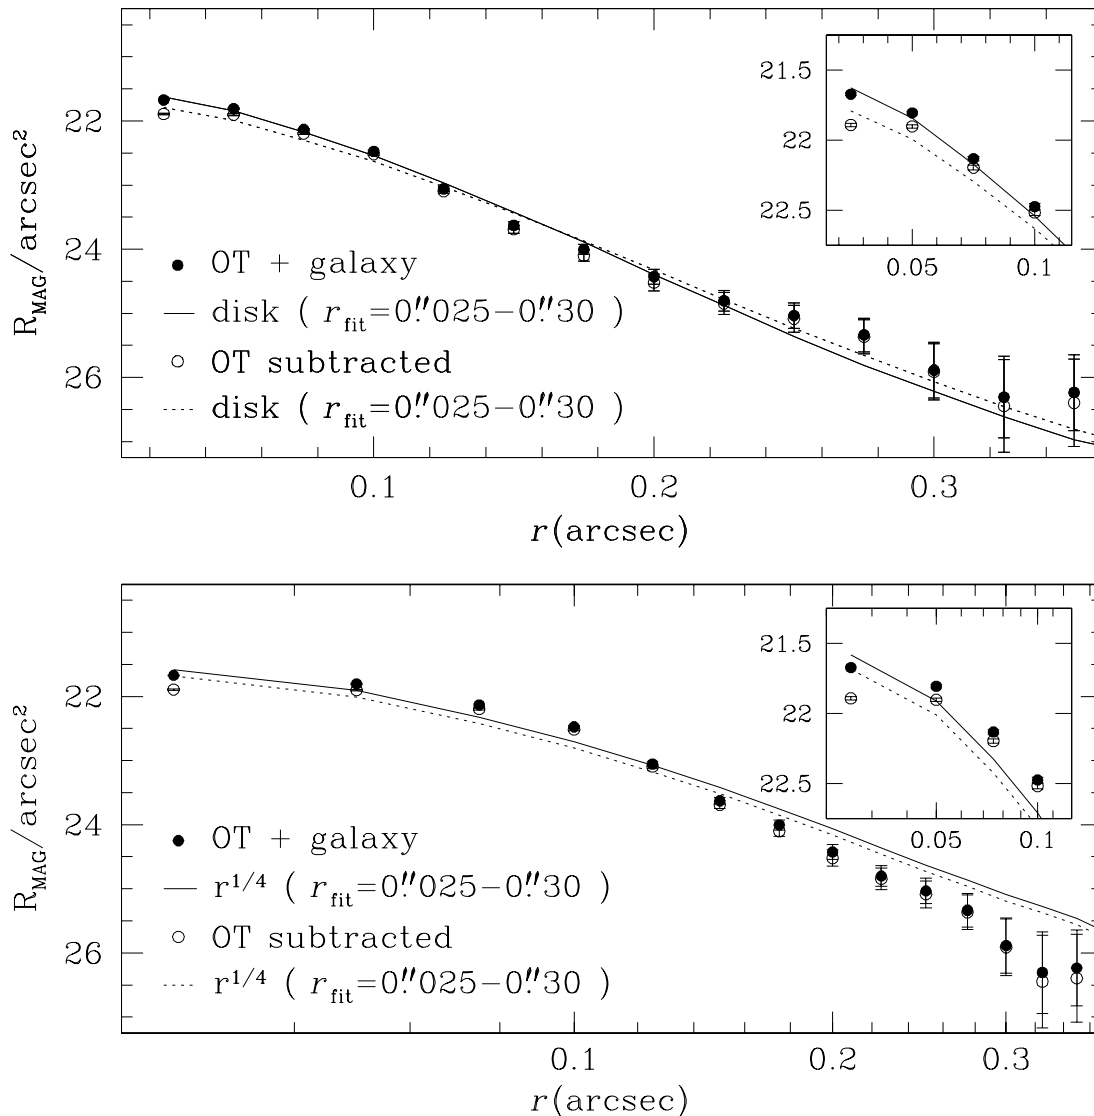 21.5
22
22.5
0.05
0.1
22
24
26
R_MAG/arcsec²
OT + galaxy
disk ( r_fit=0."025−0."30 )
OT subtracted
disk ( r_fit=0."025−0."30 )
0.1
0.2
0.3
r(arcsec)
21.5
22
22.5
0.05
0.1
22
24
26
R_MAG/arcsec²
OT + galaxy
r^1/4 ( r_fit=0."025−0."30 )
OT subtracted
r^1/4 ( r_fit=0."025−0."30 )
0.1
0.2
0.3
r(arcsec)